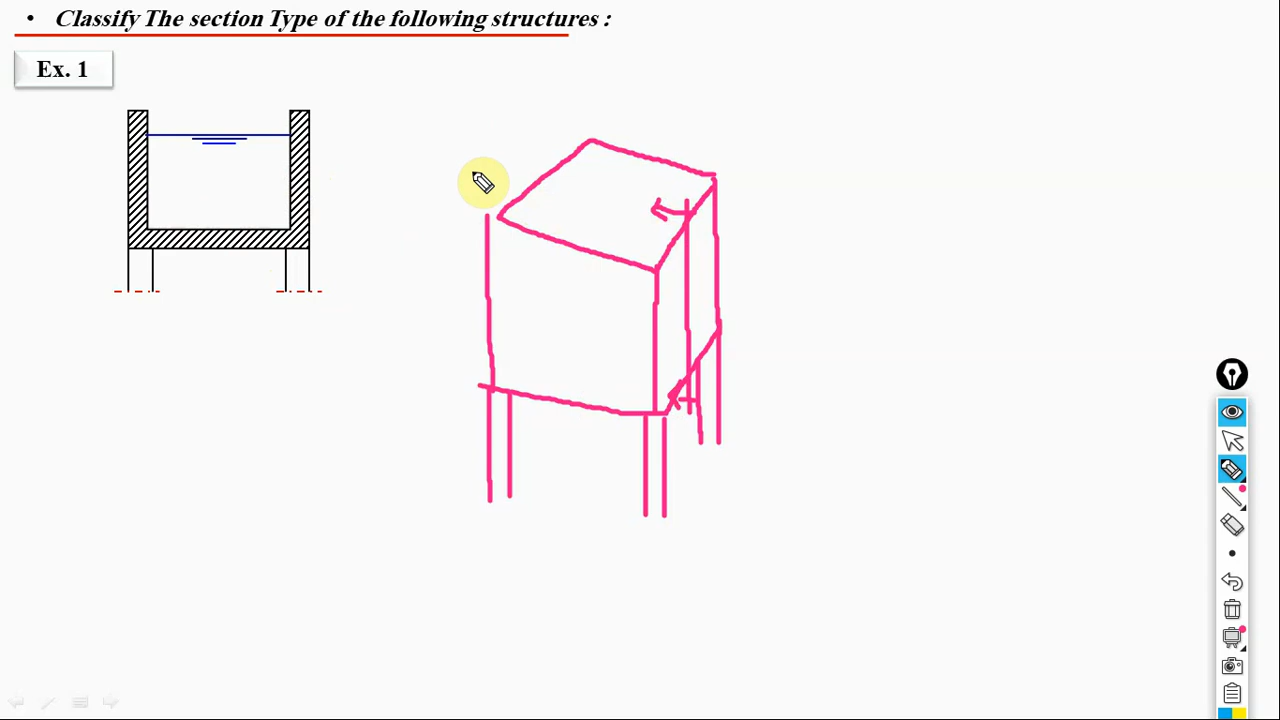 • Classify The section Type of the following structures :
Ex. 1